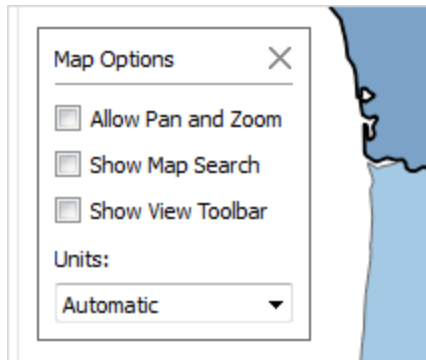 Map Options
Allow Pan and Zoom
Show Map Search
Show View Toolbar
Units:
Automatic